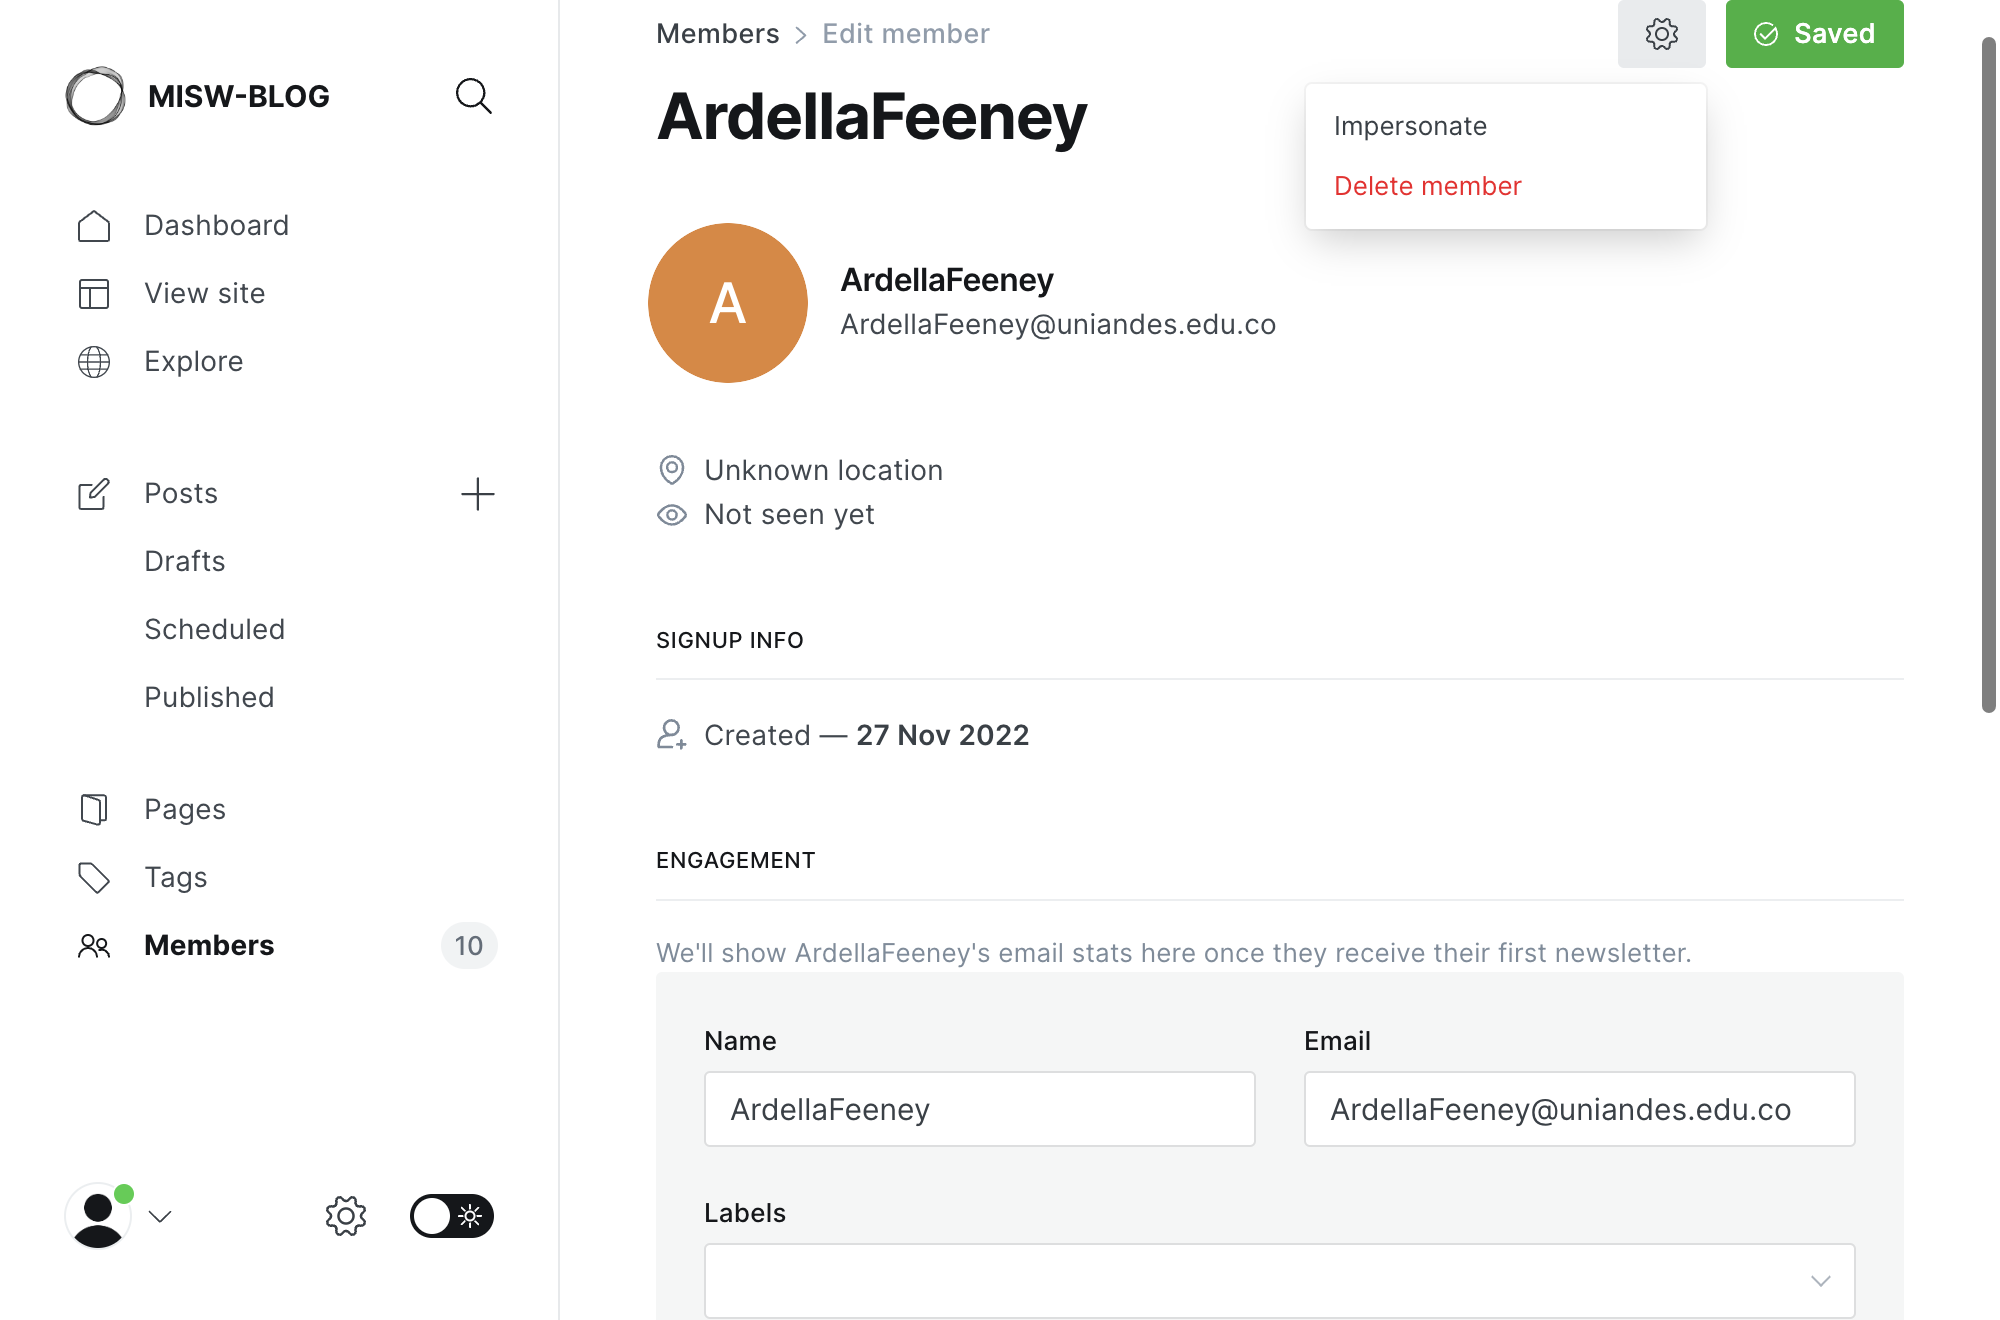 MISW-BLOG
Dashboard
View site
Explore
Posts
Drafts
Scheduled
Published
Pages
Tags
Members
10
Members > Edit member
Saved
ArdellaFeeney
Impersonate
Delete member
A
ArdellaFeeney
ArdellaFeeney@uniandes.edu.co
Unknown location
Not seen yet
SIGNUP INFO
Created — 27 Nov 2022
ENGAGEMENT
We'll show ArdellaFeeney's email stats here once they receive their first newsletter.
Name
Email
ArdellaFeeney
ArdellaFeeney@uniandes.edu.co
Labels